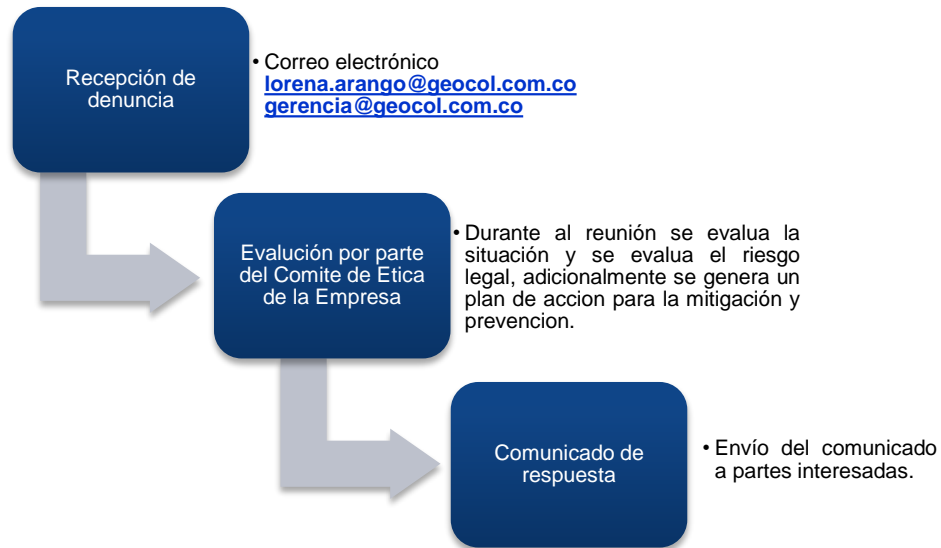 Recepción de
denuncia
• Correo electrónico
lorena.arango@geocol.com.co
gerencia@geocol.com.co
Evalución por parte
del Comite de Etica
de la Empresa
• Durante al reunión se evalua la
situación y se evalua el riesgo
legal, adicionalmente se genera un
plan de accion para la mitigación y
prevencion.
Comunicado de
respuesta
• Envío del comunicado
a partes interesadas.